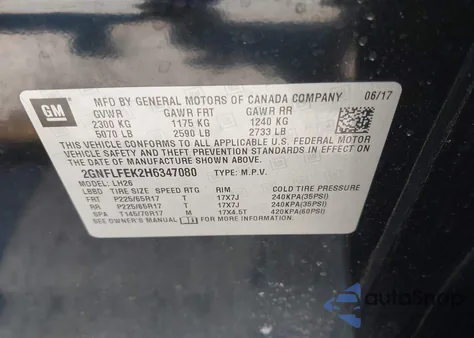 GM
MFD BY GENERAL MOTORS OF CANADA COMPANY 06/17
GVWR GAWR FRT GAWR RR
2300 KG 1175 KG 1240 KG
5070 LB 2590 LB 2733 LB
THIS VEHICLE CONFORMS TO ALL APPLICABLE U.S. FEDERAL MOTOR
VEHICLE SAFETY, BUMPER, AND THEFT PREVENTION STANDARDS IN EFFECT ON
THE DATE OF MANUFACTURE SHOWN ABOVE.
2GNFLFEK2H6347080 TYPE: M.P.V.
MODEL: LH26
TIRE SIZE SPEED RTG RIM COLD TIRE PRESSURE
FRT P225/65R17 T 17X7J 240KPA(35PSI)
RR P225/65R17 T 17X7J 240KPA(35PSI)
SPA T145/70R17 M 17X4.5T 420KPA(60PSI)
SEE OWNER'S MANUAL FOR ADDITIONAL INFORMATION.
autoSnap